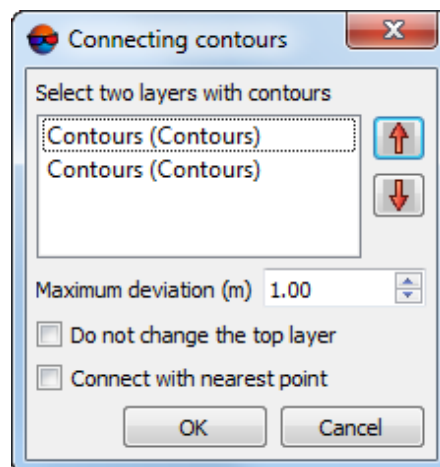 Connecting contours
Select two layers with contours
Contours (Contours)
Contours (Contours)
Maximum deviation (m) 1.00
Do not change the top layer
Connect with nearest point
OK Cancel